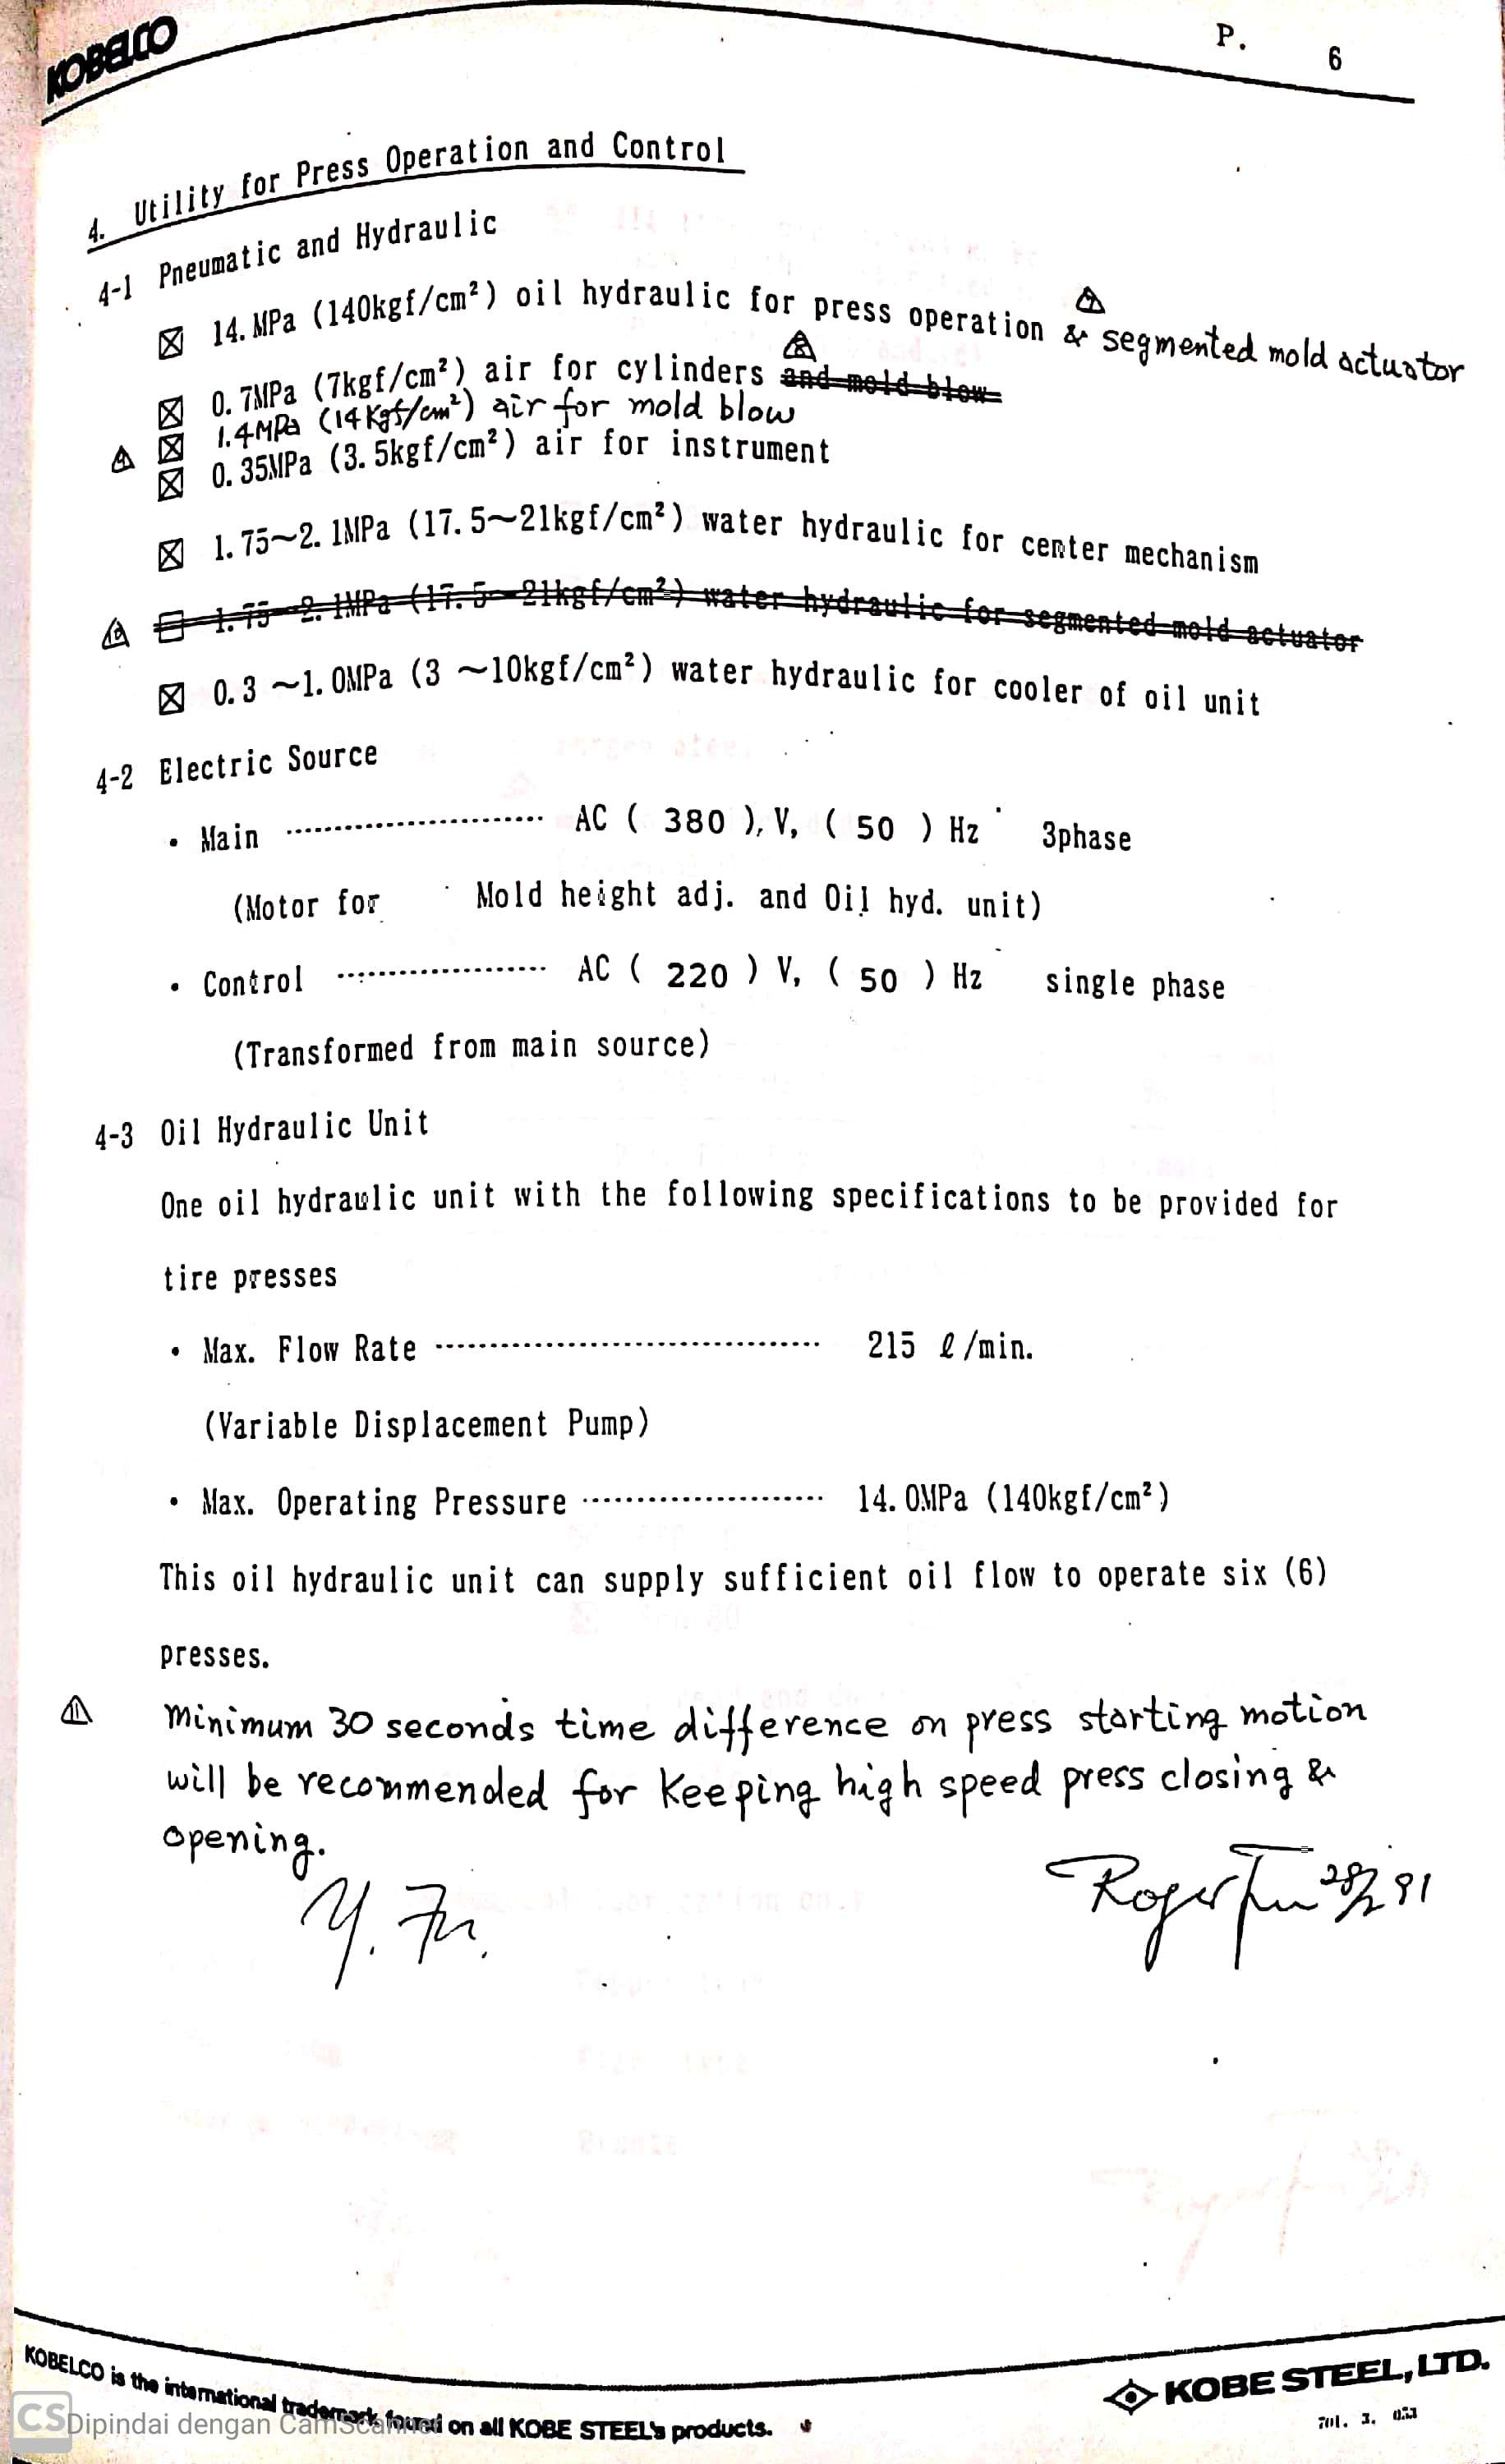 KOBELCO
P. 6
4. Utility for Press Operation and Control
4-1 Pneumatic and Hydraulic
☒ 14.MPa (140kgf/cm²) oil hydraulic for press operation & segmented mold actuator
☒ 0.7MPa (7kgf/cm²) air for cylinders and mold blow
☒ 1.4MPa (14Kgf/cm²) air for mold blow
☒ 0.35MPa (3.5kgf/cm²) air for instrument
☒ 1.75~2.1MPa (17.5~21kgf/cm²) water hydraulic for center mechanism
10 □ 1.75~2.1MPa (17.5~21kgf/cm²) water hydraulic for segmented mold actuator
☒ 0.3 ~1.0MPa (3 ~10kgf/cm²) water hydraulic for cooler of oil unit
4-2 Electric Source
・ Main ························ AC ( 380 ), V, ( 50 ) Hz 3phase
(Motor for Mold height adj. and Oil hyd. unit)
・ Control ···················· AC ( 220 ) V, ( 50 ) Hz single phase
(Transformed from main source)
4-3 Oil Hydraulic Unit
One oil hydraulic unit with the following specifications to be provided for
tire presses
・ Max. Flow Rate ································ 215 ℓ/min.
(Variable Displacement Pump)
・ Max. Operating Pressure ······················ 14.0MPa (140kgf/cm²)
This oil hydraulic unit can supply sufficient oil flow to operate six (6)
presses.
11 Minimum 30 seconds time difference on press starting motion
will be recommended for keeping high speed press closing &
opening.
Roger
KOBELCO is the international trademark found on all KOBE STEEL's products.
KOBE STEEL, LTD.
CS Dipindai dengan CamScanner